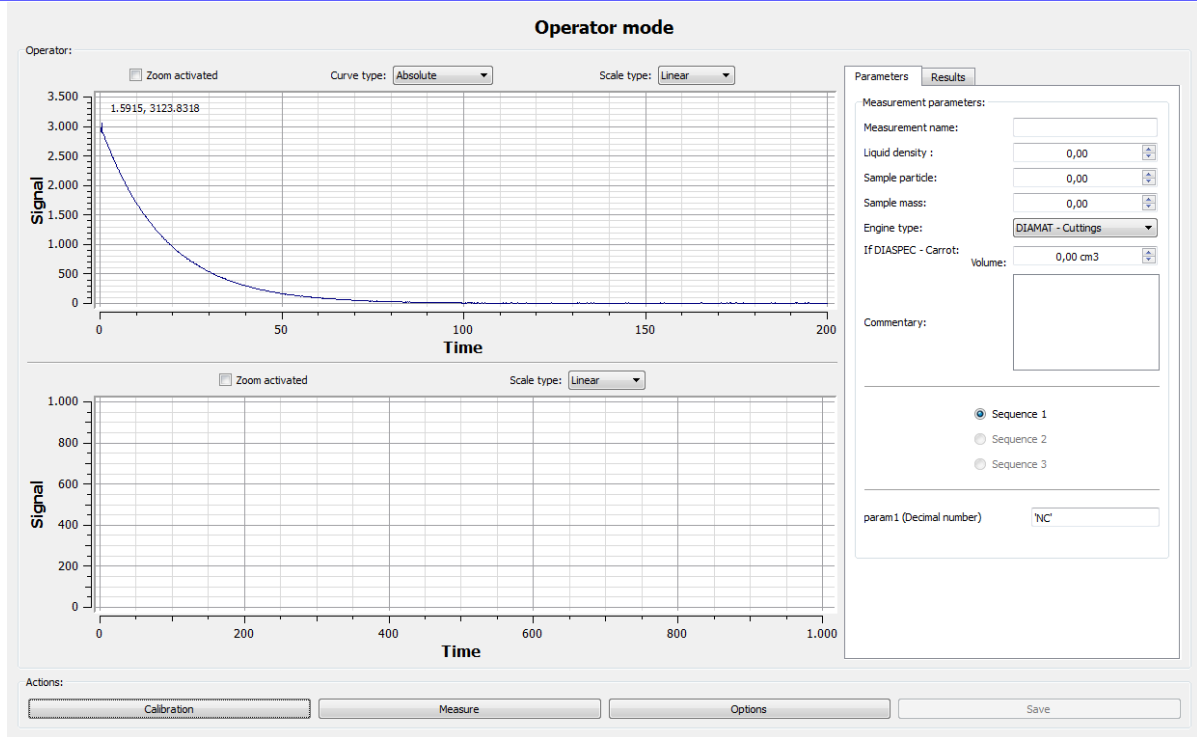 Operator mode
Operator:
Zoom activated
Curve type: Absolute
Scale type: Linear
1.5915, 3123.8318
3.500
3.000
2.500
2.000
1.500
1.000
500
0
Signal
0 50 100 150 200
Time
Zoom activated
Scale type: Linear
1.000
800
600
400
200
0
Signal
0 200 400 600 800 1.000
Time
Parameters Results
Measurement parameters:
Measurement name:
Liquid density : 0,00
Sample particle: 0,00
Sample mass: 0,00
Engine type: DIAMAT - Cuttings
If DIASPEC - Carrot: Volume: 0,00 cm3
Commentary:
Sequence 1
Sequence 2
Sequence 3
param1 (Decimal number) 'NC'
Actions:
Calibration Measure Options Save